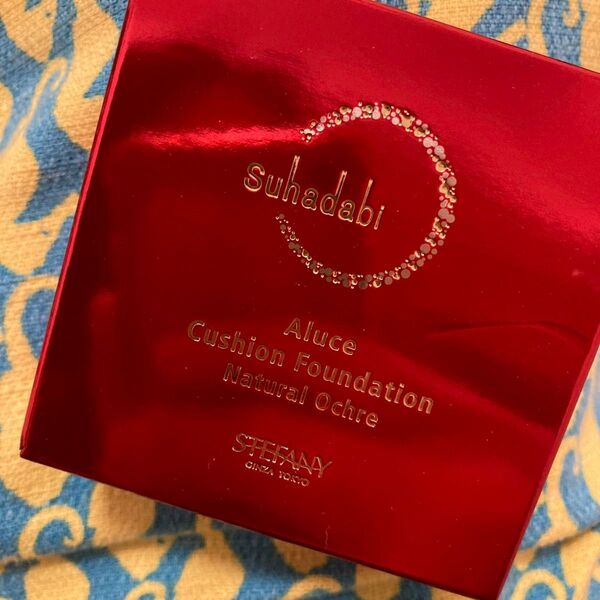 Suhadabi
Aluce
Cushion Foundation
Natural Ochre
STEFANY
GINZA TOKYO